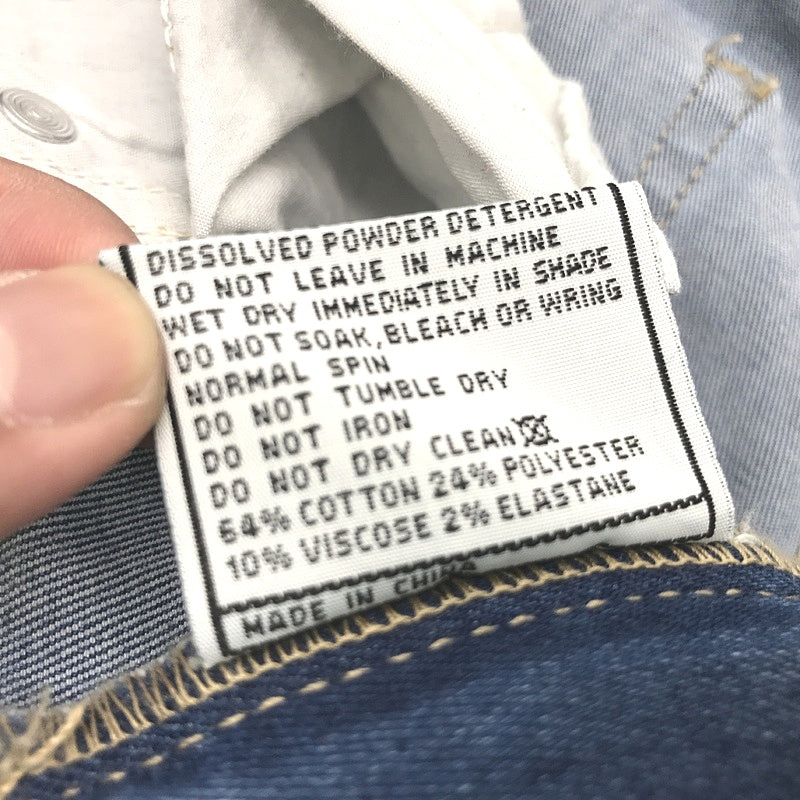 DISSOLVED POWDER DETERGENT
DO NOT LEAVE IN MACHINE
WET DRY IMMEDIATELY IN SHADE
DO NOT SOAK,BLEACH OR WRING
NORMAL SPIN
DO NOT TUMBLE DRY
DO NOT IRON
DO NOT DRY CLEAN
64% COTTON 24% POLYESTER
10% VISCOSE 2% ELASTANE
MADE IN CHINA